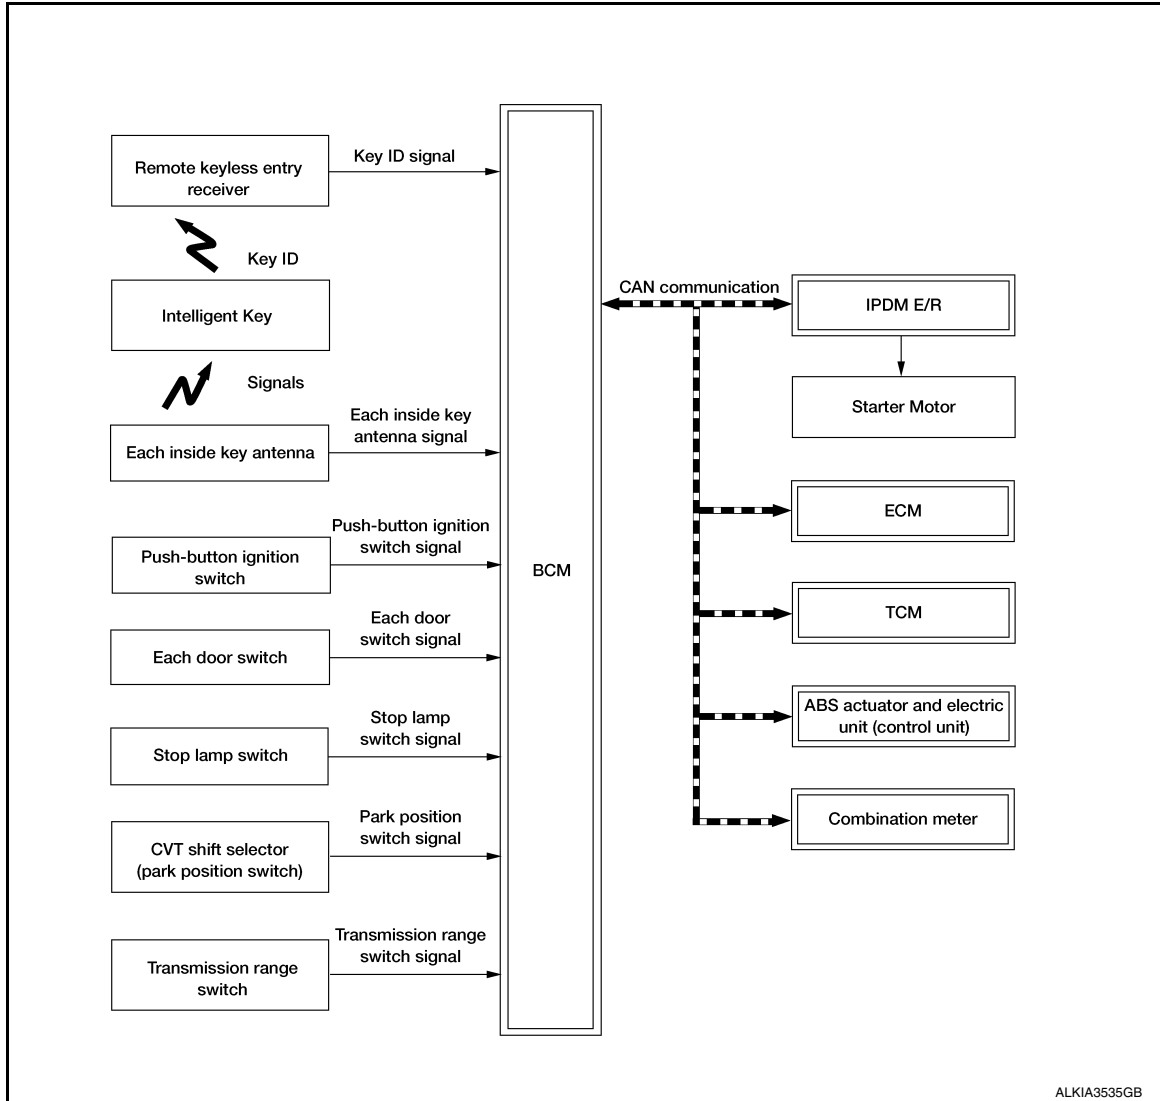 Remote keyless entry
receiver
Key ID signal
Key ID
Intelligent Key
Signals
Each inside key
antenna signal
Each inside key antenna
Push-button ignition
switch signal
Push-button ignition
switch
Each door
switch signal
Each door switch
Stop lamp
switch signal
Stop lamp switch
Park position
switch signal
CVT shift selector
(park position switch)
Transmission range
switch signal
Transmission range
switch
BCM
CAN communication
IPDM E/R
Starter Motor
ECM
TCM
ABS actuator and electric
unit (control unit)
Combination meter
ALKIA3535GB